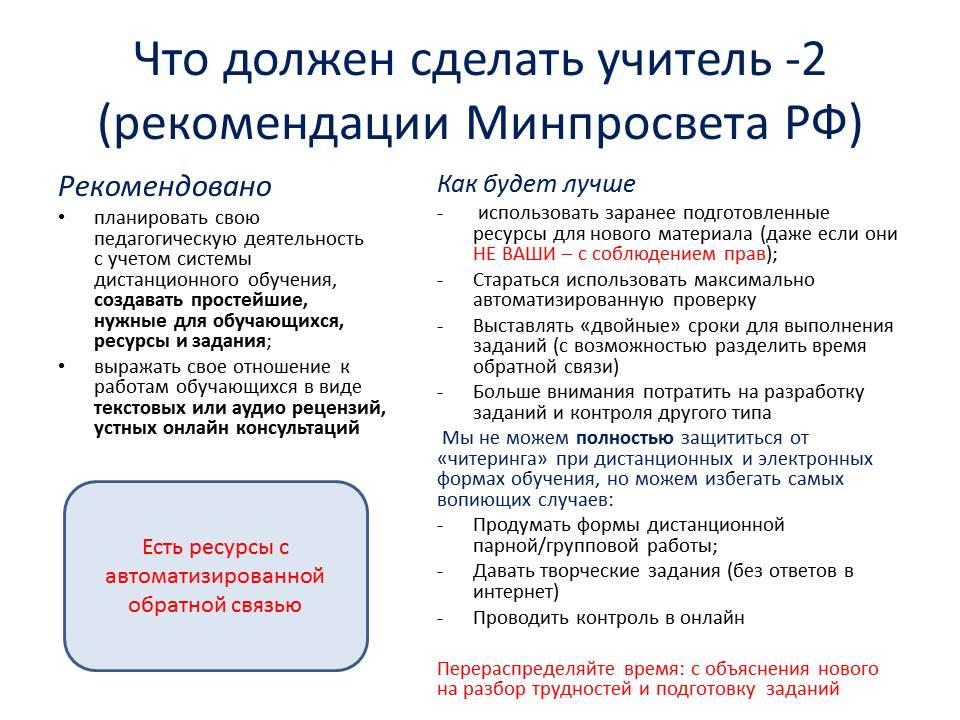 Что должен сделать учитель -2
(рекомендации Минпросвета РФ)
Рекомендовано
• планировать свою
педагогическую деятельность
с учетом системы
дистанционного обучения,
создавать простейшие,
нужные для обучающихся,
ресурсы и задания;
• выражать свое отношение к
работам обучающихся в виде
текстовых или аудио рецензий,
устных онлайн консультаций
Есть ресурсы с
автоматизированной
обратной связью
Как будет лучше
- использовать заранее подготовленные
ресурсы для нового материала (даже если они
НЕ ВАШИ – с соблюдением прав);
- Стараться использовать максимально
автоматизированную проверку
- Выставлять «двойные» сроки для выполнения
заданий (с возможностью разделить время
обратной связи)
- Больше внимания потратить на разработку
заданий и контроля другого типа
Мы не можем полностью защититься от
«читеринга» при дистанционных и электронных
формах обучения, но можем избегать самых
вопиющих случаев:
- Продумать формы дистанционной
парной/групповой работы;
- Давать творческие задания (без ответов в
интернет)
- Проводить контроль в онлайн
Перераспределяйте время: с объяснения нового
на разбор трудностей и подготовку заданий